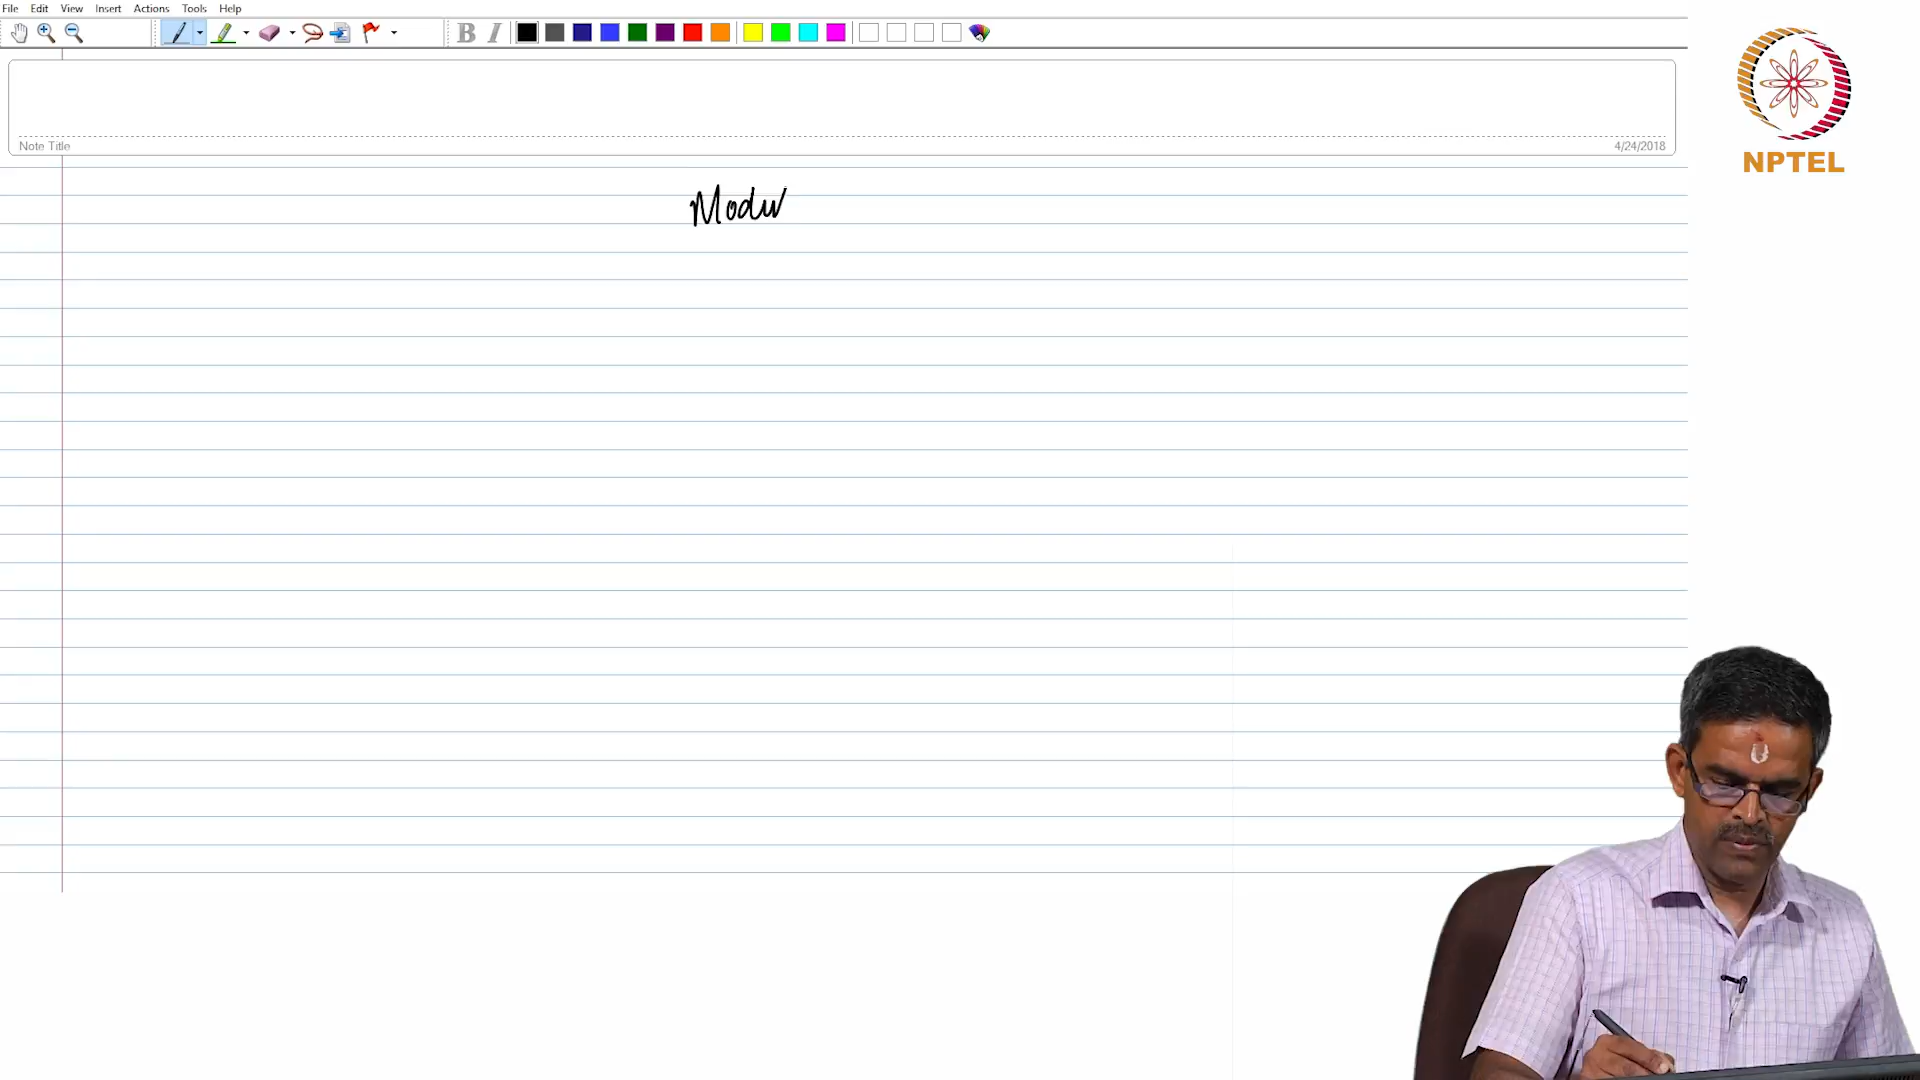 File Edit View Insert Actions Tools Help
B I
Note Title
4/24/2018
Modu
NPTEL